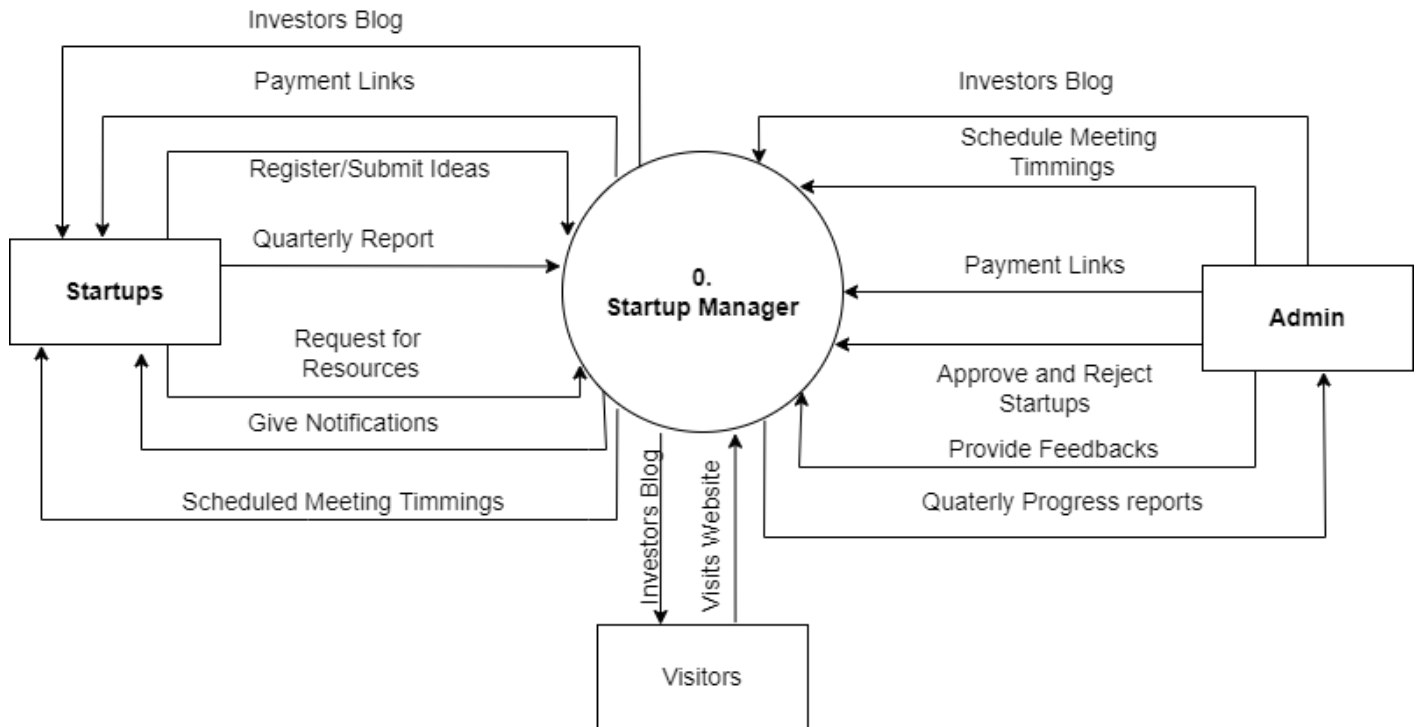 Investors Blog
Payment Links
Investors Blog
Schedule Meeting
Timmings
Register/Submit Ideas
Quarterly Report
Startups
0.
Startup Manager
Payment Links
Admin
Request for
Resources
Approve and Reject
Startups
Give Notifications
Provide Feedbacks
Scheduled Meeting Timmings
Quaterly Progress reports
Investors Blog
Visits Website
Visitors